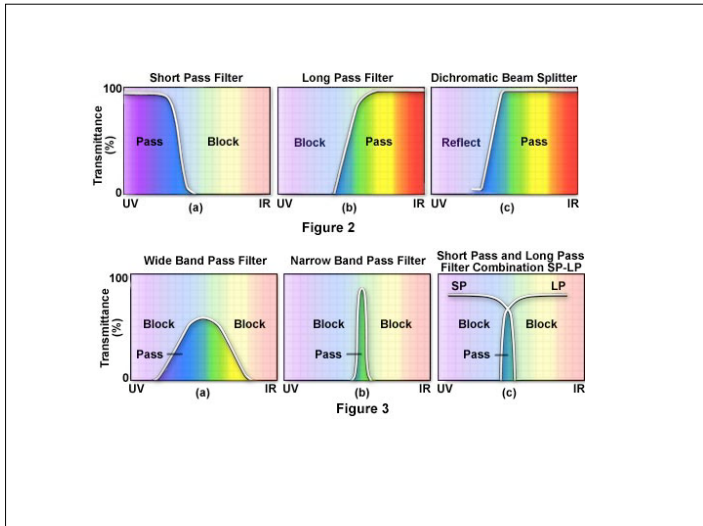 Short Pass Filter
Long Pass Filter
Dichromatic Beam Splitter
100
Transmittance
(%)
0
Pass
Block
Block
Pass
Reflect
Pass
UV
(a)
IR
UV
(b)
IR
UV
(c)
IR
Figure 2
Wide Band Pass Filter
Narrow Band Pass Filter
Short Pass and Long Pass
Filter Combination SP-LP
100
Transmittance
(%)
0
Block
Block
Pass
Block
Block
Pass
SP
LP
Block
Block
Pass
UV
(a)
IR
UV
(b)
IR
UV
(c)
IR
Figure 3